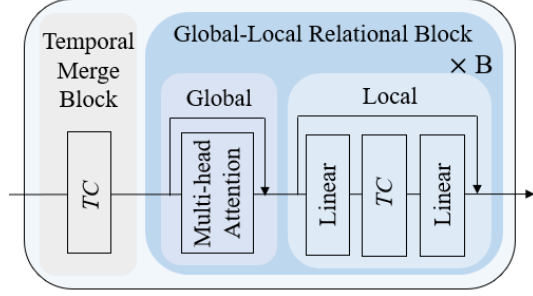 Temporal
Merge
Block
Global-Local Relational Block
× B
Global
Local
TC
Multi-head
Attention
Linear
TC
Linear